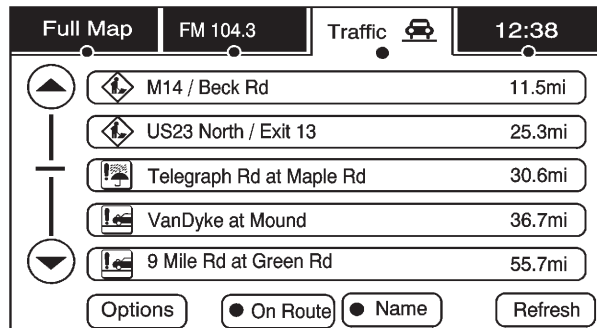 Full Map FM 104.3 Traffic 12:38
M14 / Beck Rd 11.5mi
US23 North / Exit 13 25.3mi
Telegraph Rd at Maple Rd 30.6mi
VanDyke at Mound 36.7mi
9 Mile Rd at Green Rd 55.7mi
Options On Route Name Refresh